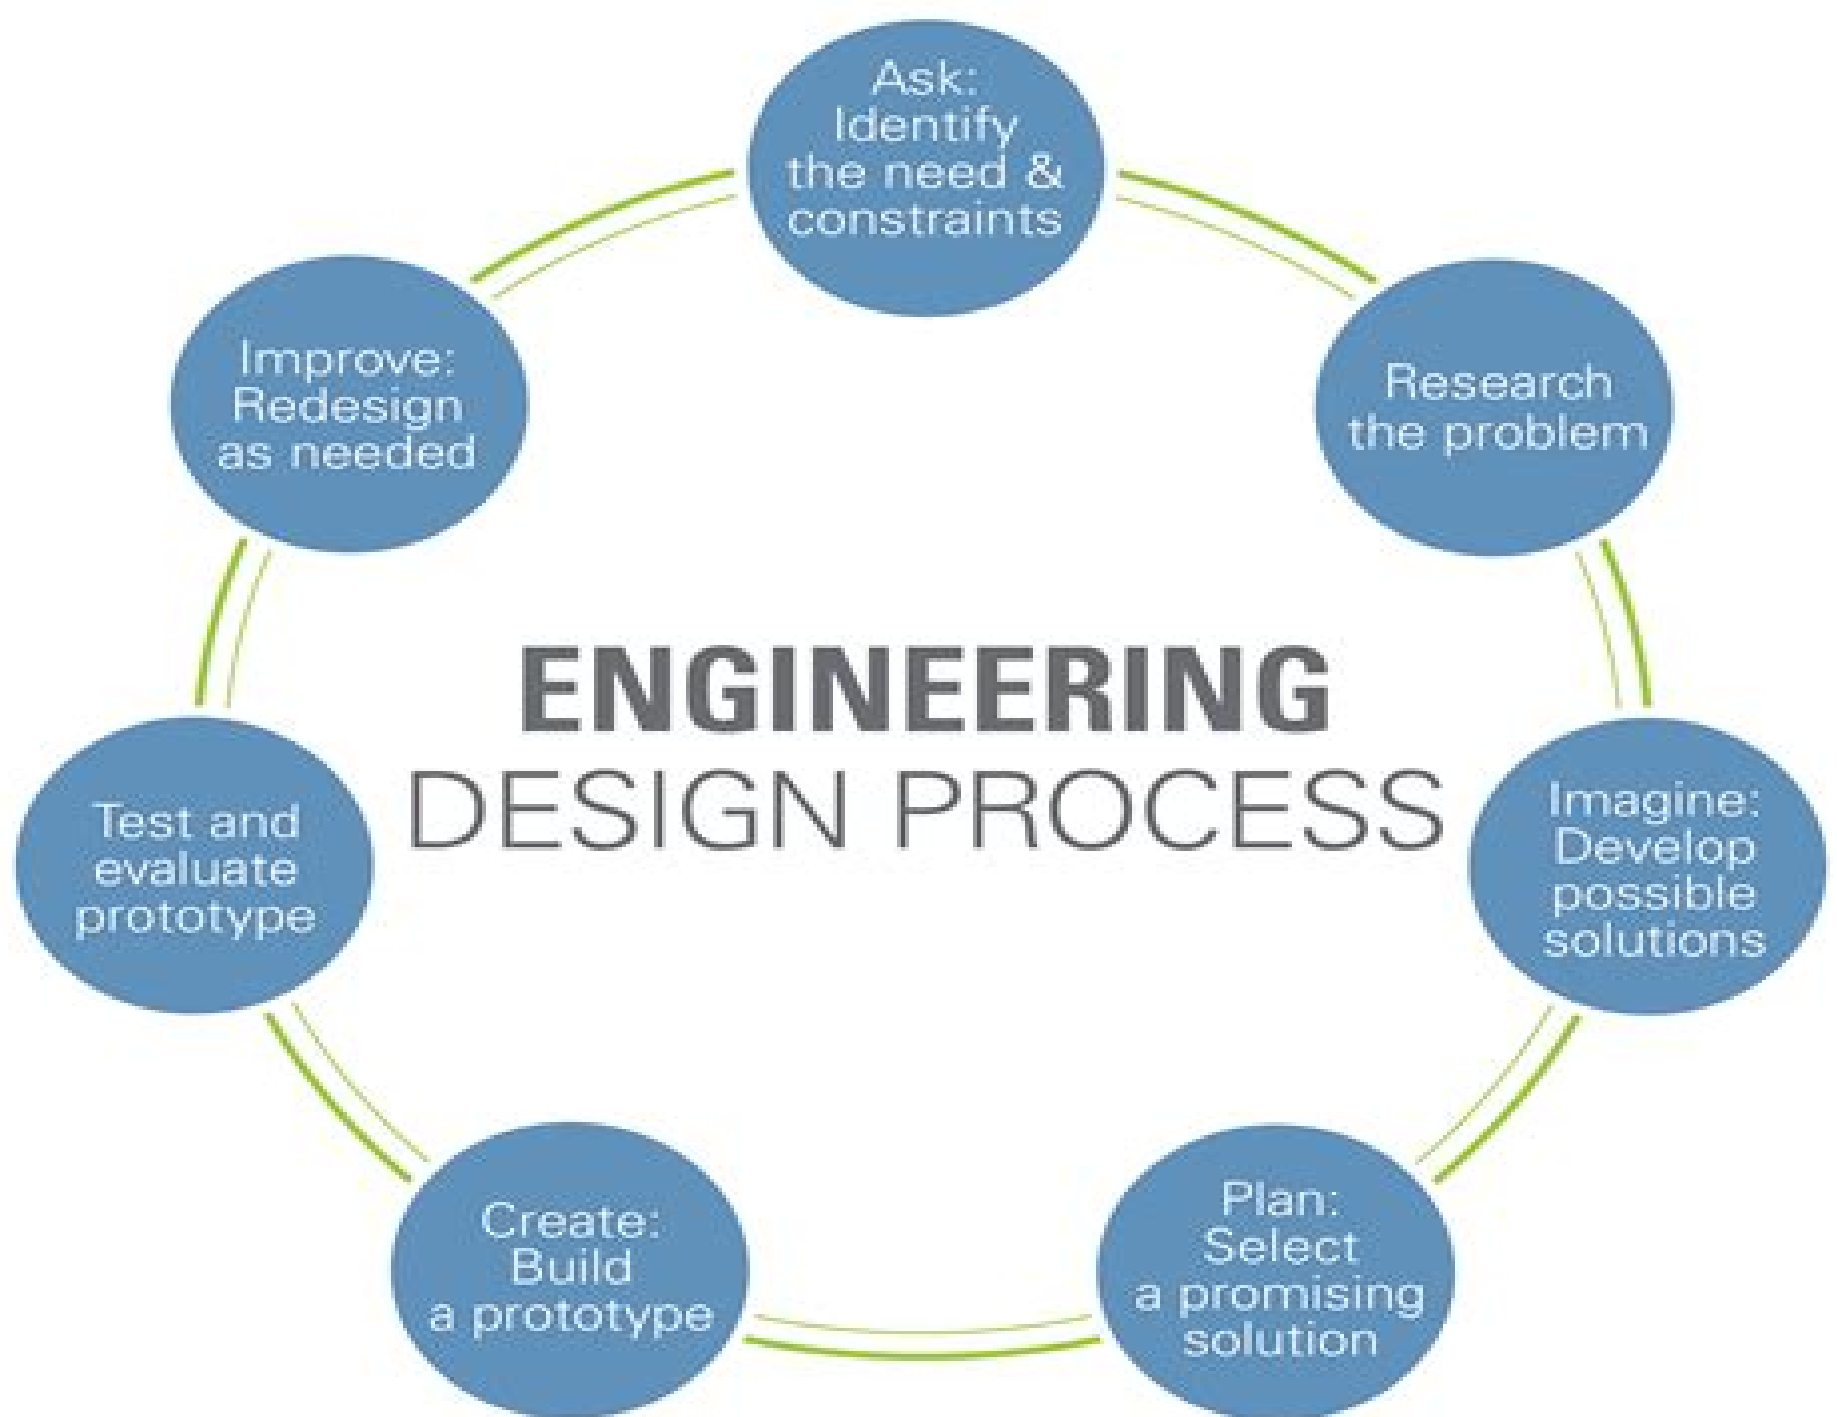 Ask:
Identify
the need &
constraints
Research
the problem
Imagine:
Develop
possible
solutions
Plan:
Select
a promising
solution
Create:
Build
a prototype
Test and
evaluate
prototype
Improve:
Redesign
as needed
ENGINEERING
DESIGN PROCESS